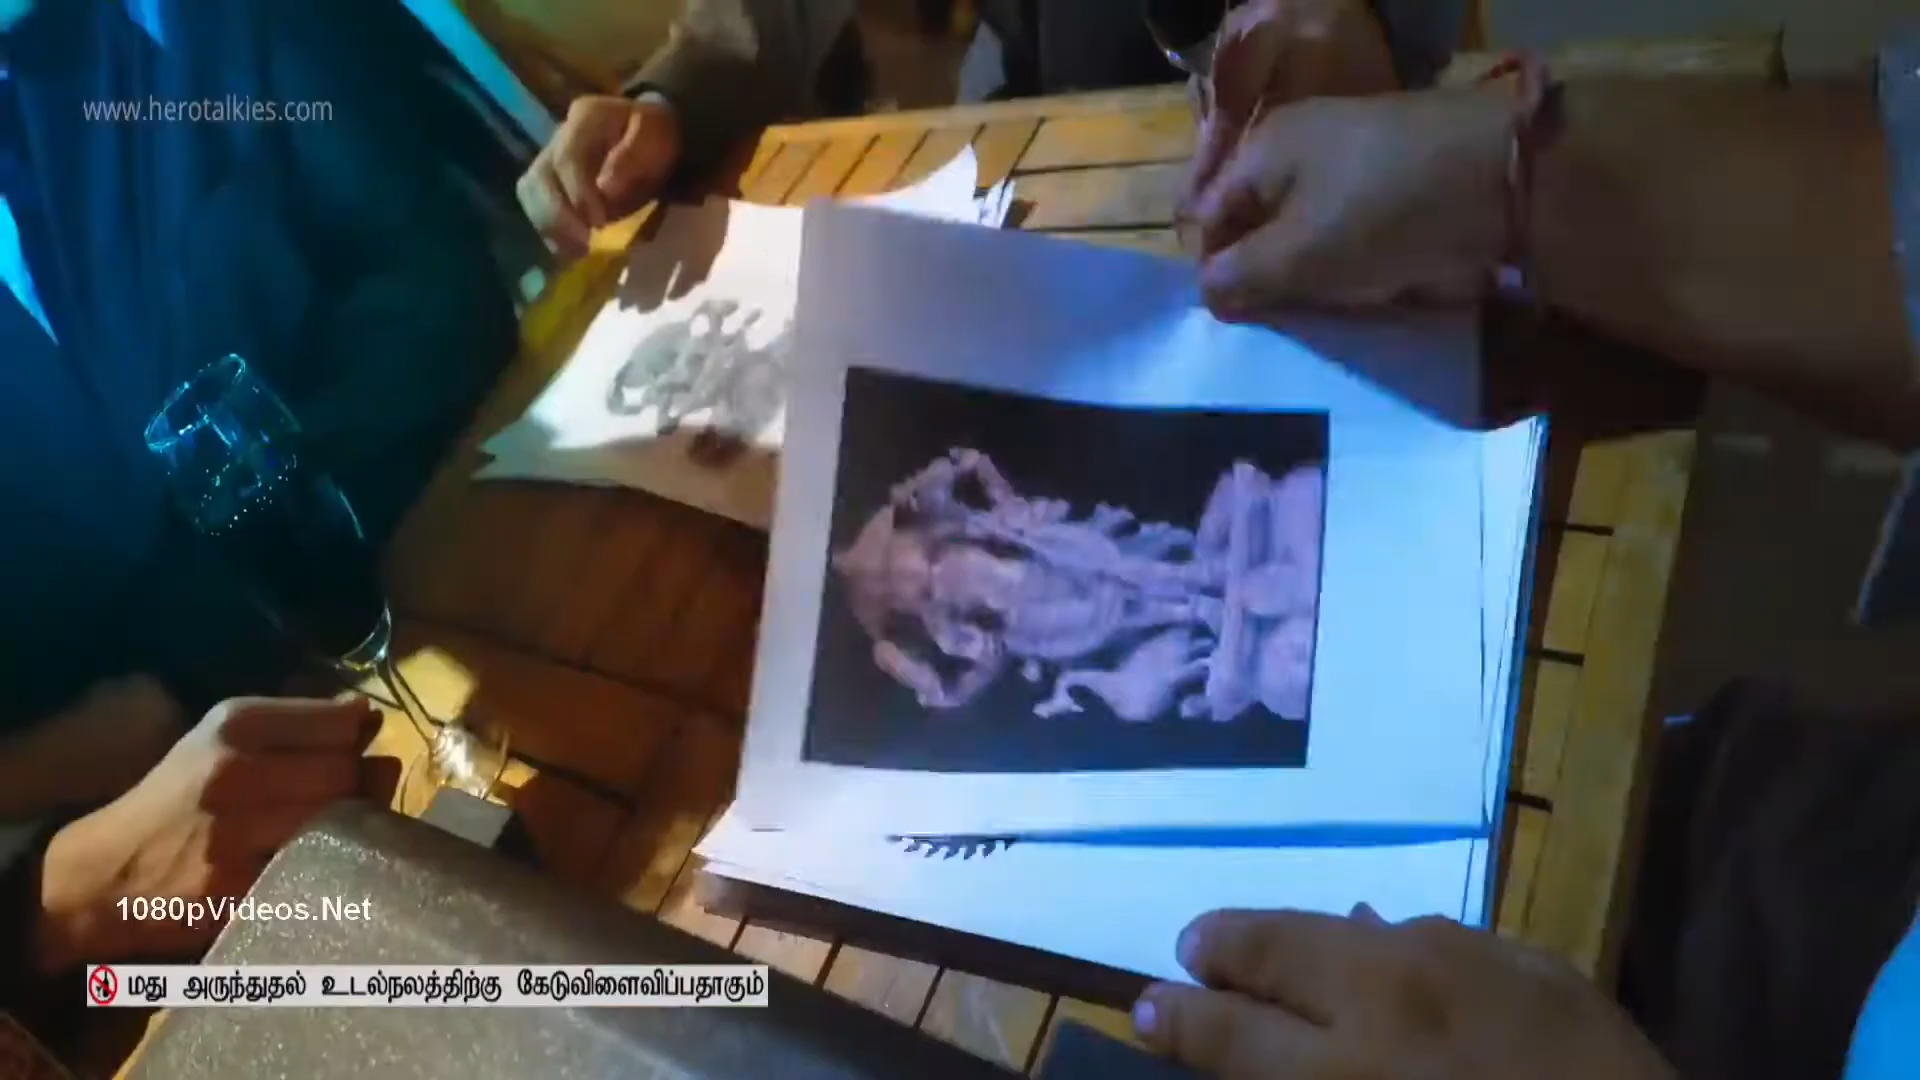 www.herotalkies.com
1080pVideos.Net
மது அருந்துதல் உடல்நலத்திற்கு கேடுவிளைவிப்பதாகும்